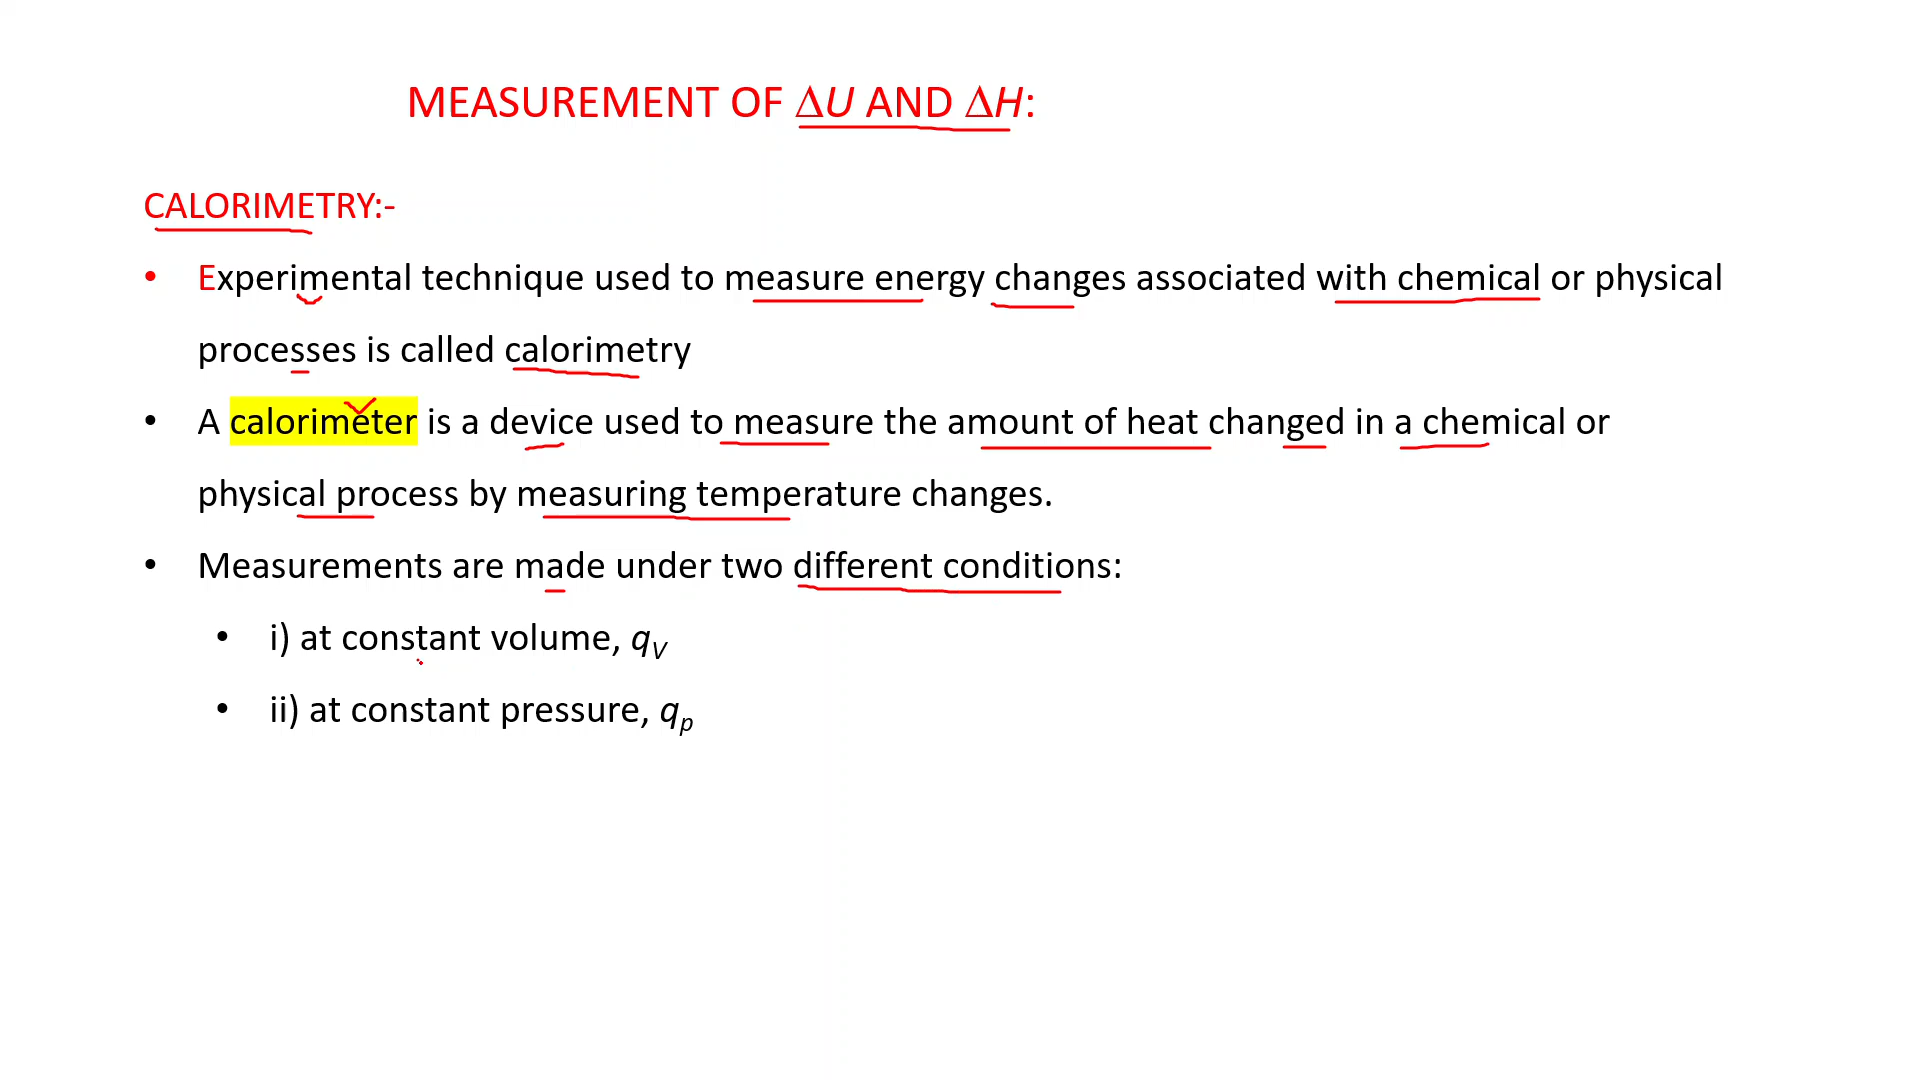 MEASUREMENT OF ΔU AND ΔH:
CALORIMETRY:-
• Experimental technique used to measure energy changes associated with chemical or physical
processes is called calorimetry
• A calorimeter is a device used to measure the amount of heat changed in a chemical or
physical process by measuring temperature changes.
• Measurements are made under two different conditions:
• i) at constant volume, qV
• ii) at constant pressure, qp